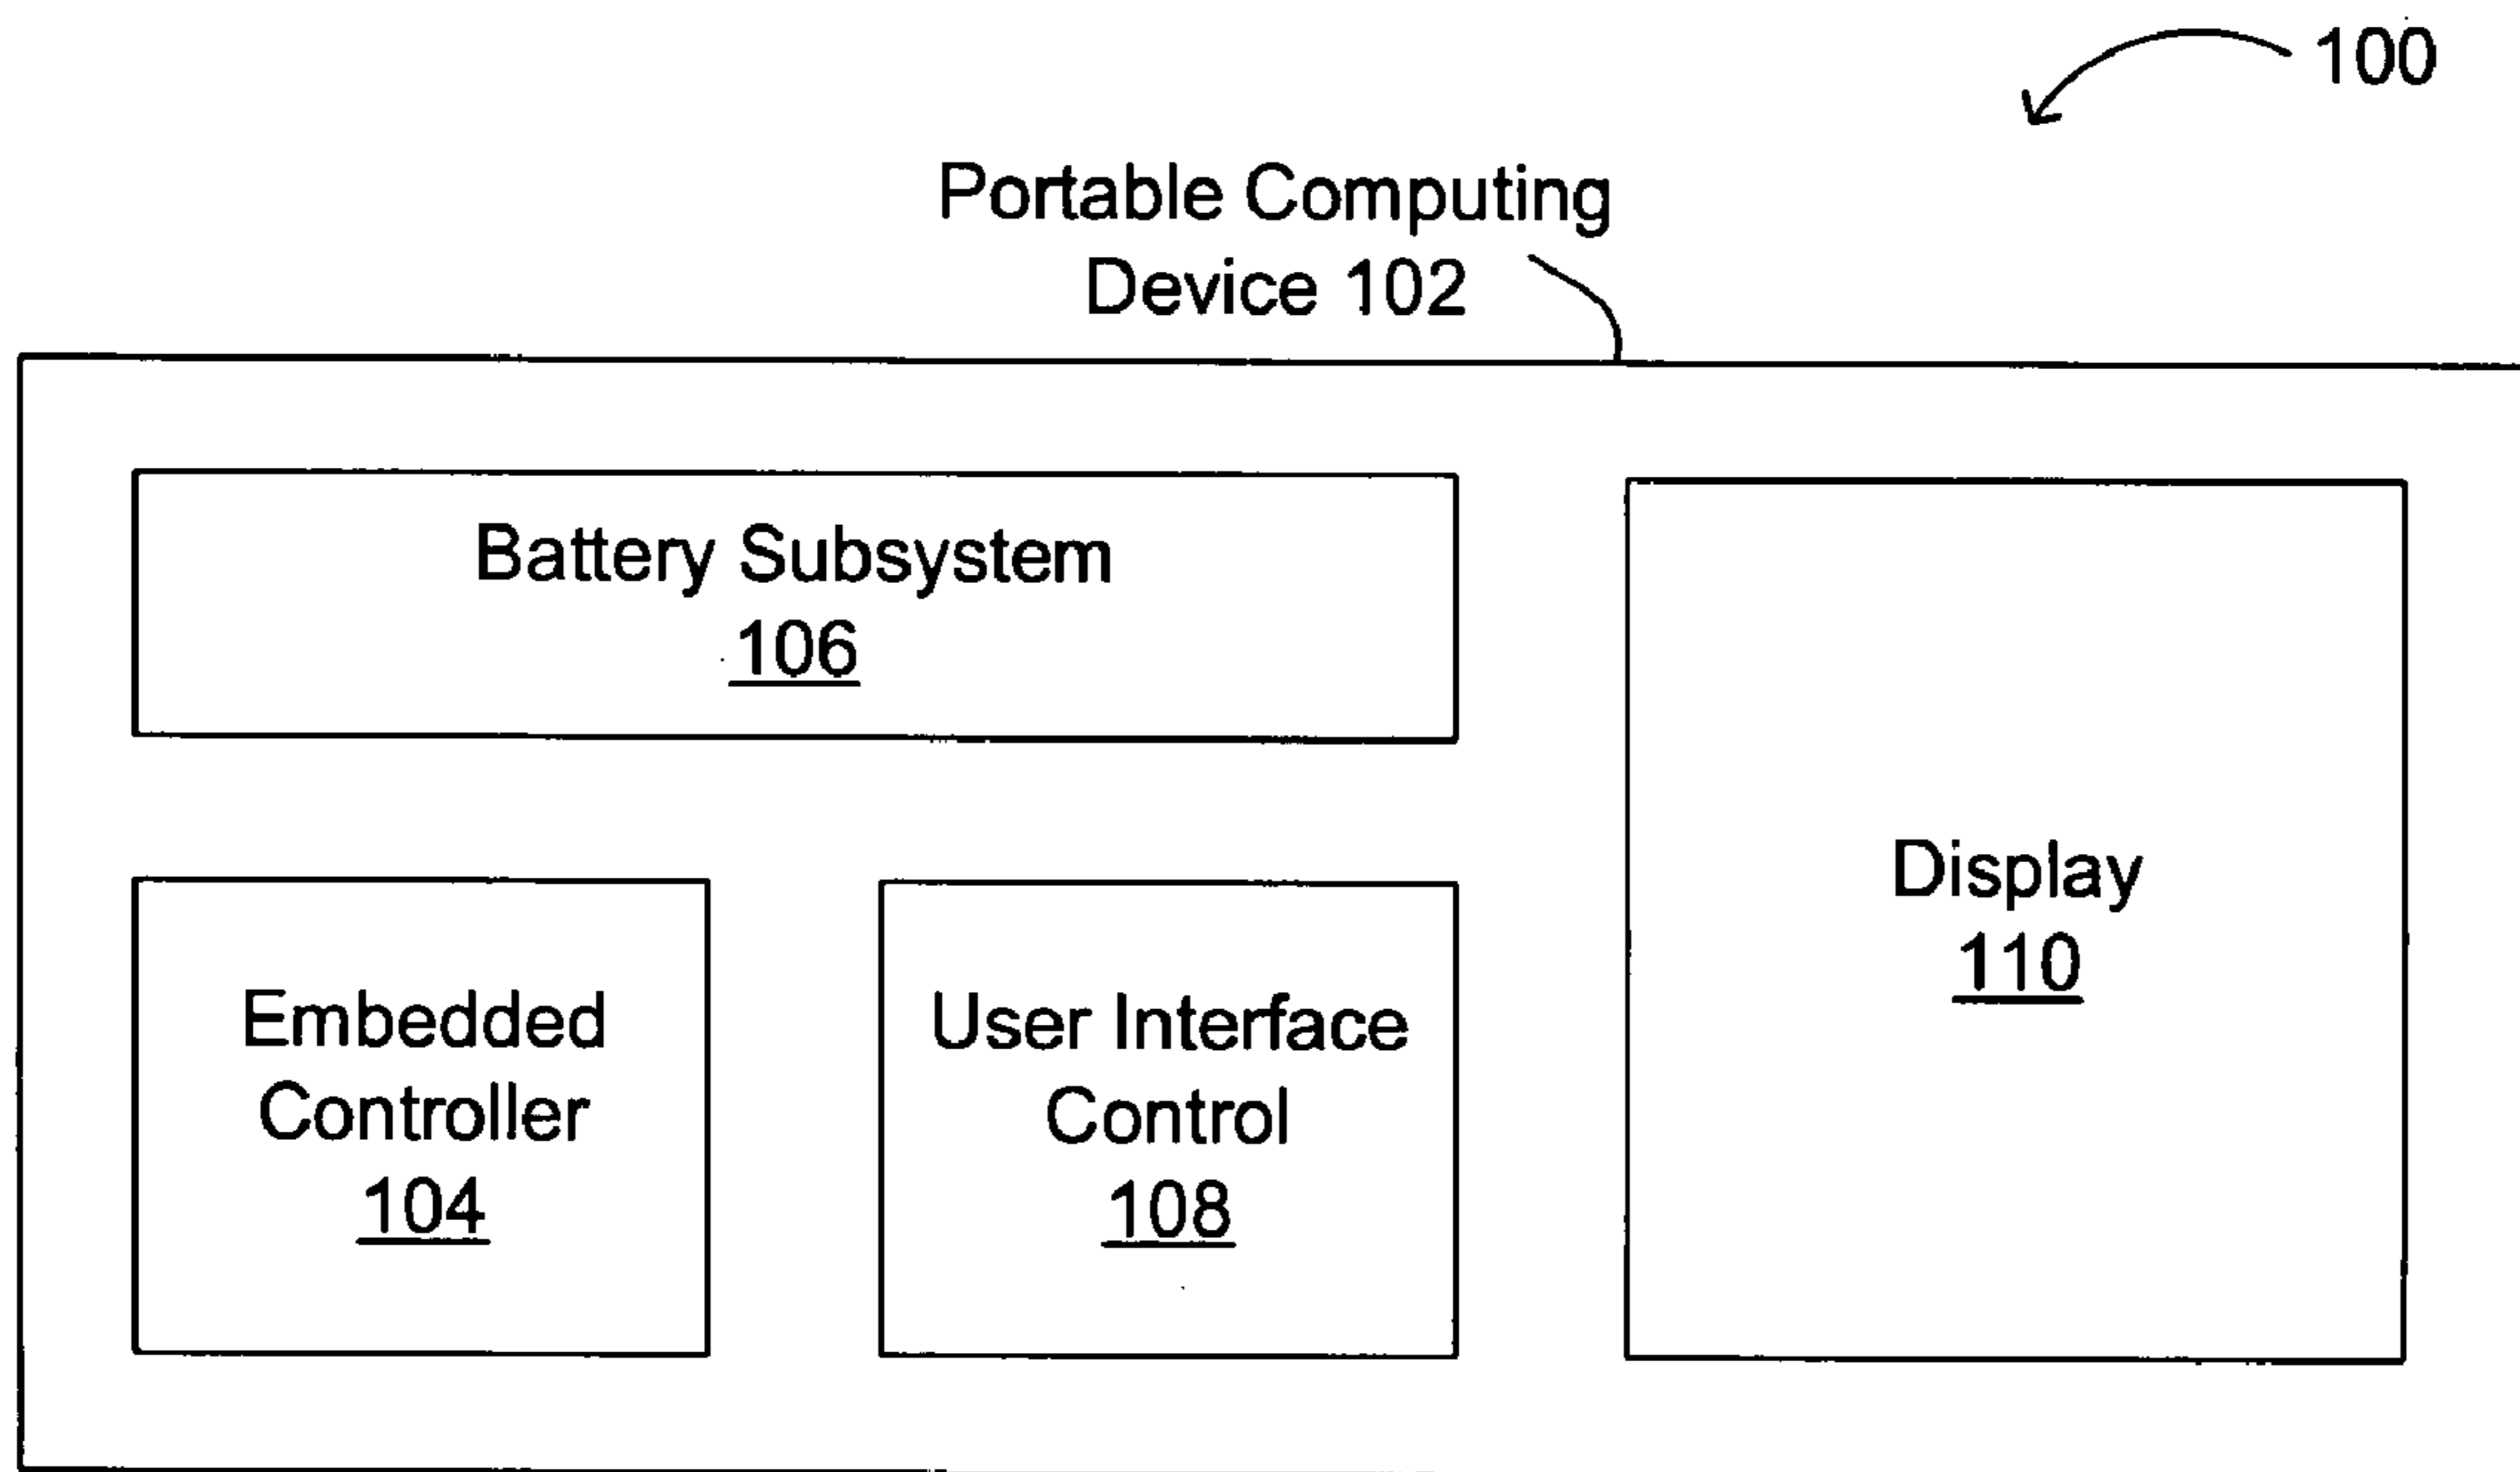 100
Portable Computing
Device 102
Battery Subsystem
106
Embedded
Controller
104
User Interface
Control
108
Display
110